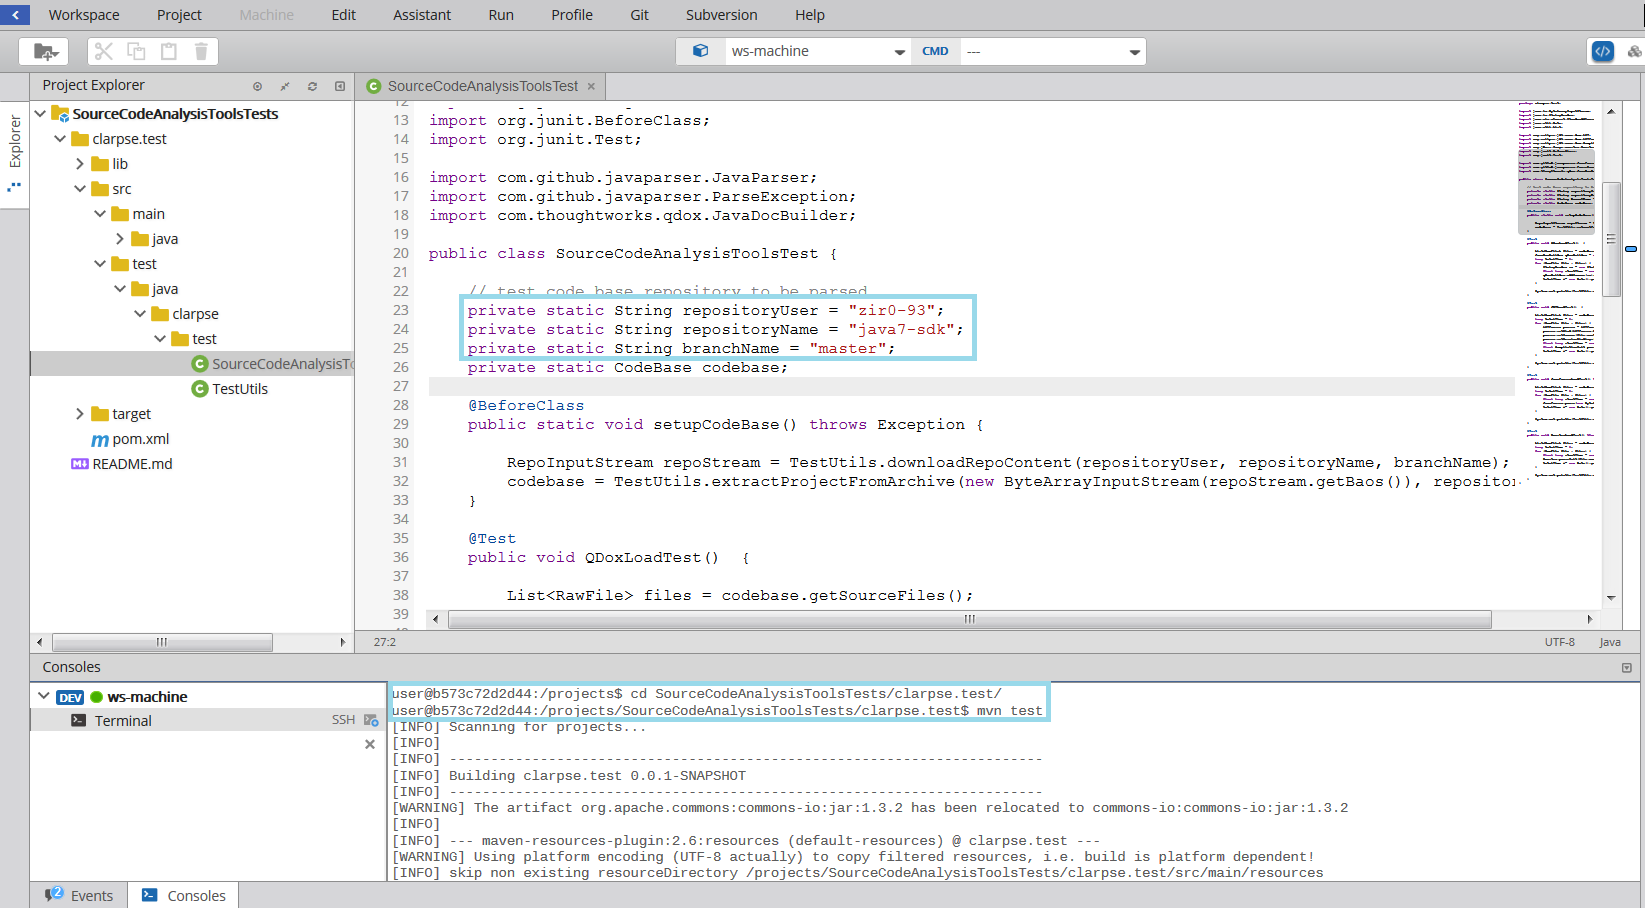 Workspace Project Machine Edit Assistant Run Profile Git Subversion Help
ws-machine CMD ---
Explorer
Project Explorer
SourceCodeAnalysisToolsTests
clarpse.test
lib
src
main
java
test
java
clarpse
test
SourceCodeAnalysisTo
TestUtils
target
pom.xml
README.md
SourceCodeAnalysisToolsTest
12
13 import org.junit.BeforeClass;
14 import org.junit.Test;
15
16 import com.github.javaparser.JavaParser;
17 import com.github.javaparser.ParseException;
18 import com.thoughtworks.qdox.JavaDocBuilder;
19
20 public class SourceCodeAnalysisToolsTest {
21
22 // test code base repository to be parsed
23 private static String repositoryUser = "zir0-93";
24 private static String repositoryName = "java7-sdk";
25 private static String branchName = "master";
26 private static CodeBase codebase;
27
28 @BeforeClass
29 public static void setupCodeBase() throws Exception {
30
31 RepoInputStream repoStream = TestUtils.downloadRepoContent(repositoryUser, repositoryName, branchName);
32 codebase = TestUtils.extractProjectFromArchive(new ByteArrayInputStream(repoStream.getBaos()), repositor
33 }
34
35 @Test
36 public void QDoxLoadTest() {
37
38 List<RawFile> files = codebase.getSourceFiles();
39
27:2 UTF-8 Java
Consoles
DEV ws-machine
Terminal SSH
user@b573c72d2d44:/projects$ cd SourceCodeAnalysisToolsTests/clarpse.test/
user@b573c72d2d44:/projects/SourceCodeAnalysisToolsTests/clarpse.test$ mvn test
[INFO] Scanning for projects...
[INFO]
[INFO] ------------------------------------------------------------------------
[INFO] Building clarpse.test 0.0.1-SNAPSHOT
[INFO] ------------------------------------------------------------------------
[WARNING] The artifact org.apache.commons:commons-io:jar:1.3.2 has been relocated to commons-io:commons-io:jar:1.3.2
[INFO]
[INFO] --- maven-resources-plugin:2.6:resources (default-resources) @ clarpse.test ---
[WARNING] Using platform encoding (UTF-8 actually) to copy filtered resources, i.e. build is platform dependent!
[INFO] skip non existing resourceDirectory /projects/SourceCodeAnalysisToolsTests/clarpse.test/src/main/resources
2 Events Consoles